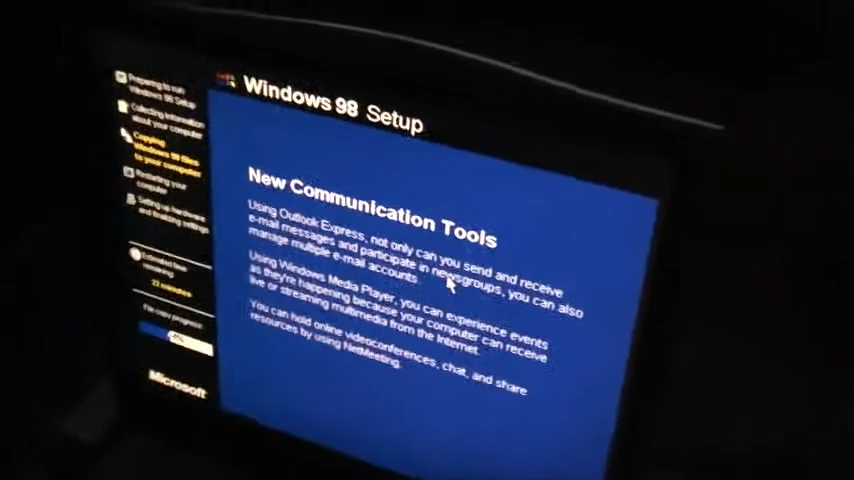 Preparing to run
Windows 98 Setup
Collecting information
about your computer
Copying
Windows 98 files
to your computer
Restarting your
computer
Setting up hardware
and finalizing settings
Estimated time
remaining:
22 minutes
File copy progress:
Microsoft
Windows 98 Setup
New Communication Tools
Using Outlook Express, not only can you send and receive
e-mail messages and participate in newsgroups, you can also
manage multiple e-mail accounts.
Using Windows Media Player, you can experience events
as they're happening because your computer can receive
live or streaming multimedia from the Internet.
You can hold online videoconferences, chat, and share
resources by using NetMeeting.